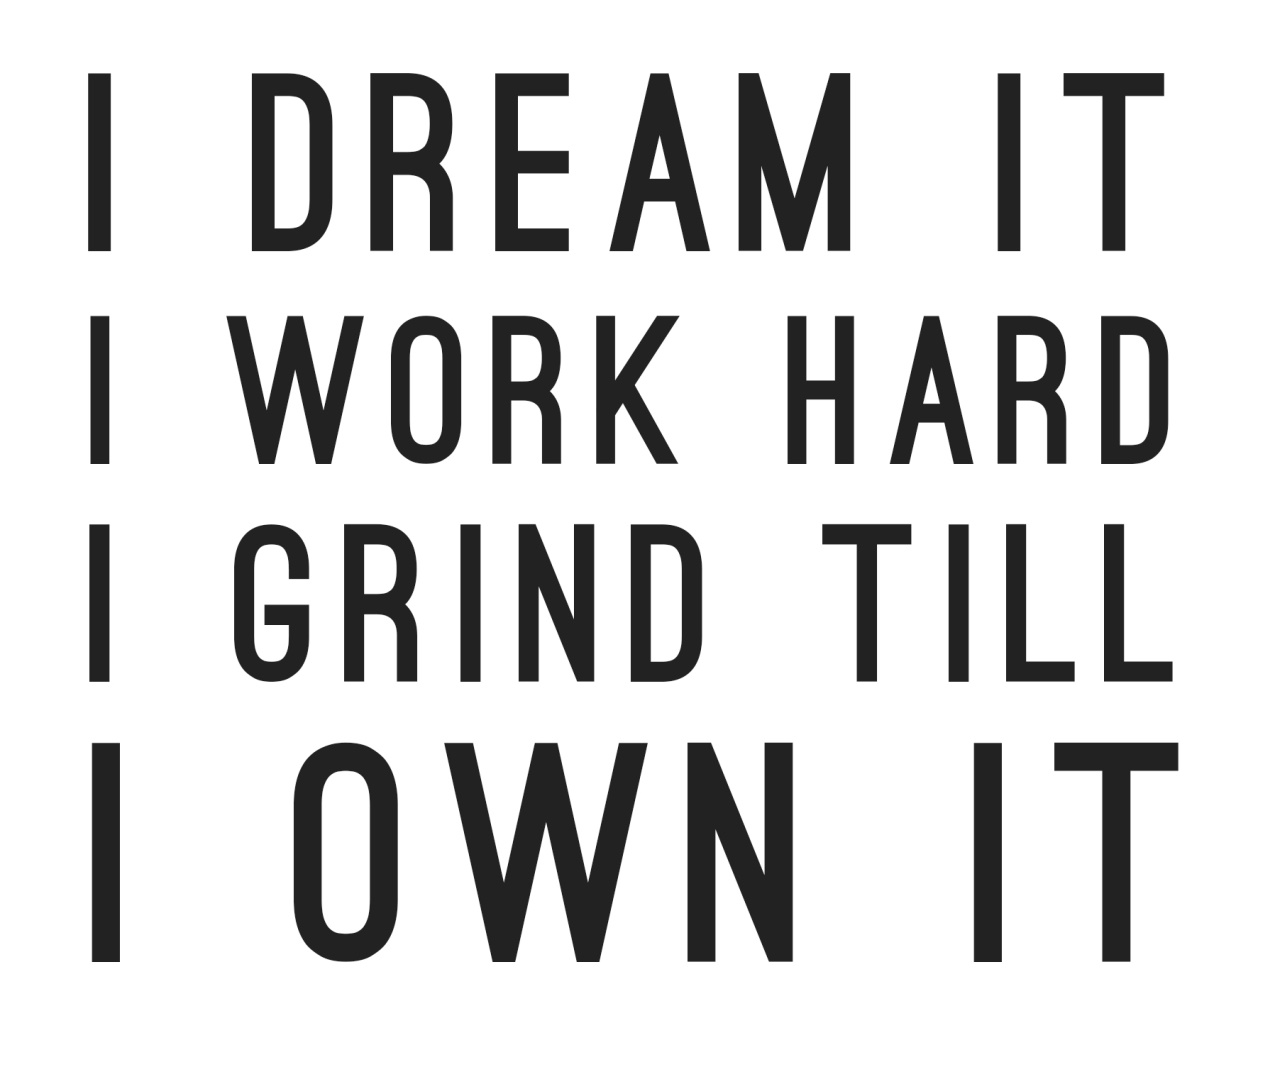 I DREAM IT
I WORK HARD
I GRIND TILL
I OWN IT